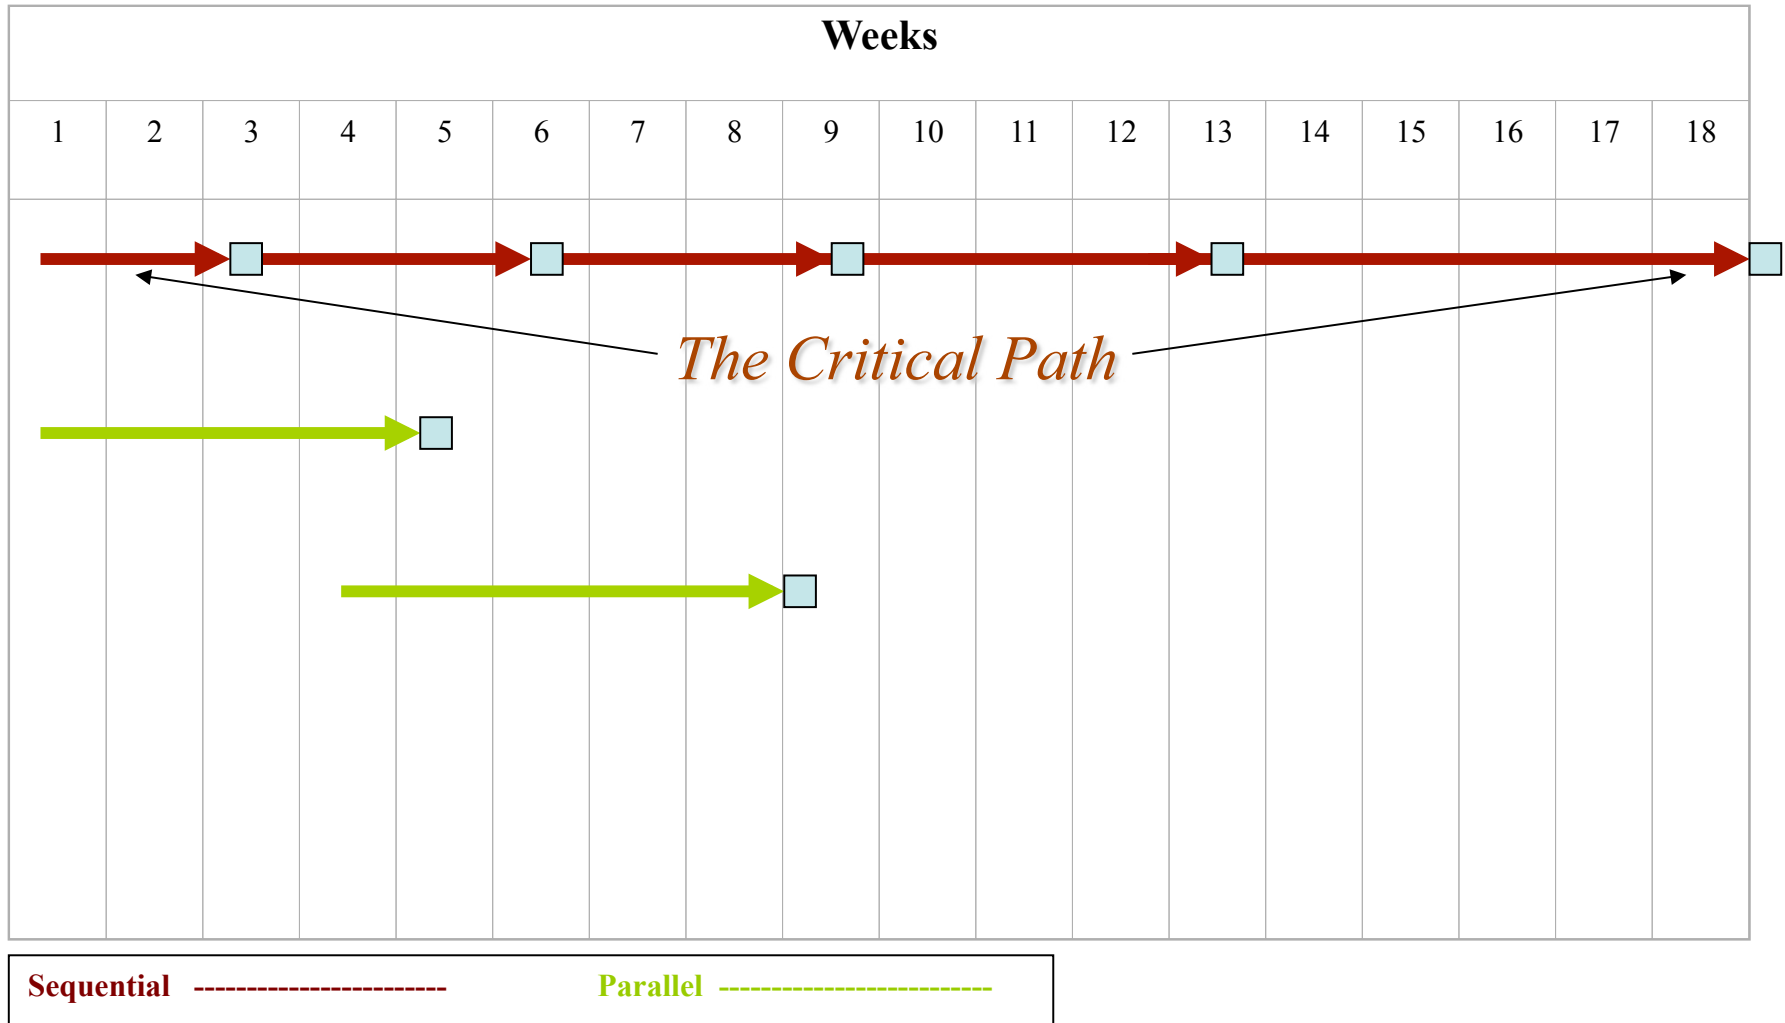 Weeks
1 2 3 4 5 6 7 8 9 10 11 12 13 14 15 16 17 18
The Critical Path
Sequential ------------------------ Parallel --------------------------